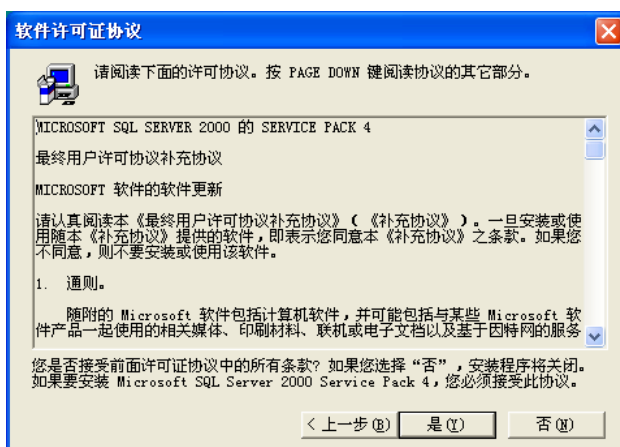 软件许可证协议
请阅读下面的许可协议。按 PAGE DOWN 键阅读协议的其它部分。
MICROSOFT SQL SERVER 2000 的 SERVICE PACK 4
最终用户许可协议补充协议
MICROSOFT 软件的软件更新
请认真阅读本《最终用户许可协议补充协议》(《补充协议》)。一旦安装或使
用随本《补充协议》提供的软件，即表示您同意本《补充协议》之条款。如果您
不同意，则不要安装或使用该软件。
1. 通则。
随附的 Microsoft 软件包括计算机软件，并可能包括与某些 Microsoft 软
件产品一起使用的相关媒体、印刷材料、联机或电子文档以及基于因特网的服务
您是否接受前面许可证协议中的所有条款? 如果您选择“否”，安装程序将关闭。
如果要安装 Microsoft SQL Server 2000 Service Pack 4，您必须接受此协议。
< 上一步(B) 是(Y) 否(N)